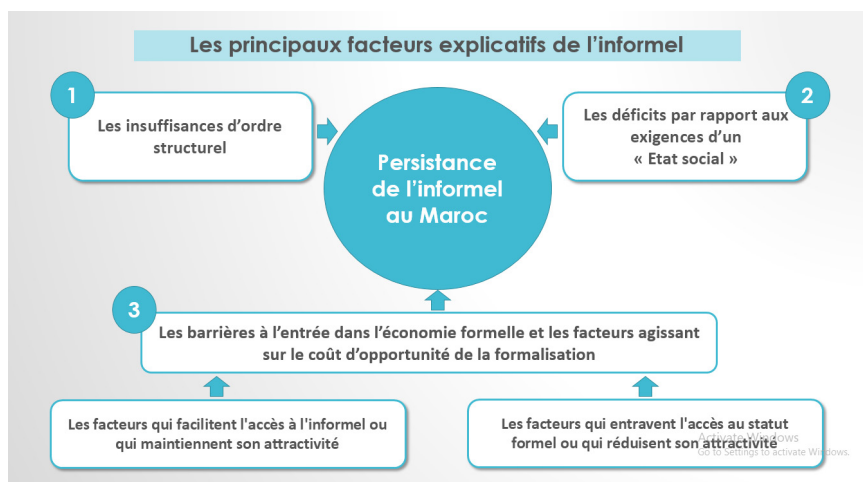 Les principaux facteurs explicatifs de l'informel
1
Les insuffisances d'ordre
structurel
2
Les déficits par rapport aux
exigences d'un
« Etat social »
Persistance
de l'informel
au Maroc
3
Les barrières à l'entrée dans l'économie formelle et les facteurs agissant
sur le coût d'opportunité de la formalisation
Les facteurs qui facilitent l'accès à l'informel ou
qui maintiennent son attractivité
Les facteurs qui entravent l'accès au statut
formel ou qui réduisent son attractivité
Activate Windows
Go to Settings to activate Windows.